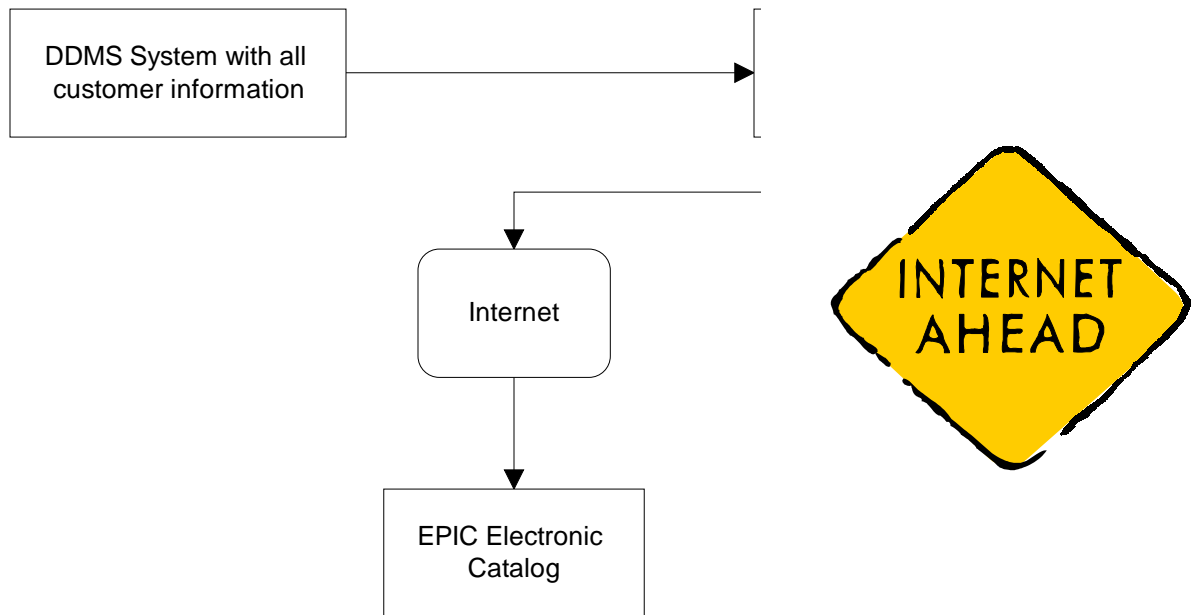 DDMS System with all
customer information
Internet
INTERNET
AHEAD
EPIC Electronic
Catalog